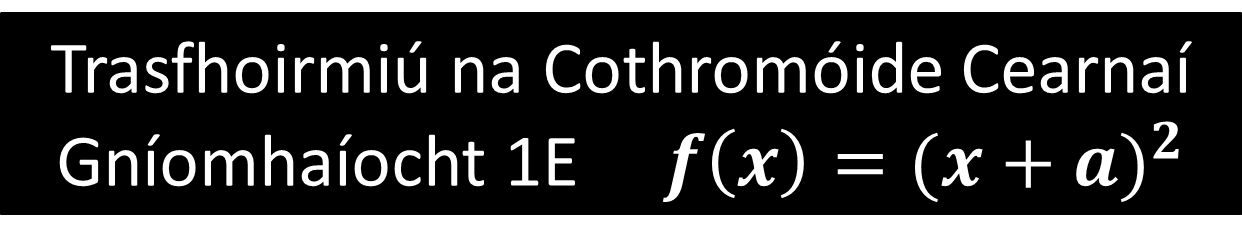 Trasfhoirmiú na Cothromóide Cearnaí
Gníomhaíocht 1E f(x) = (x + a)²